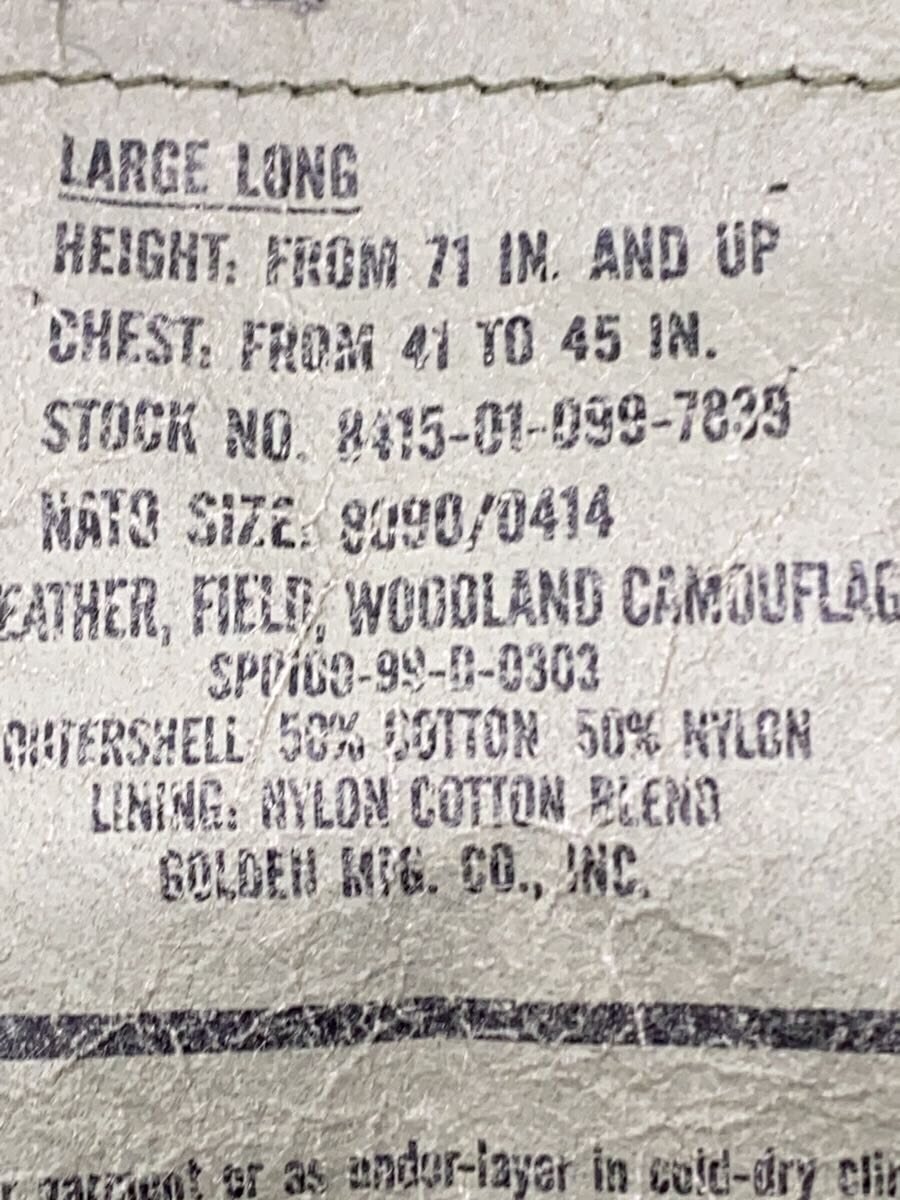 LARGE LONG
HEIGHT: FROM 71 IN. AND UP
CHEST: FROM 41 TO 45 IN.
STOCK NO. 8415-01-099-7839
NATO SIZE: 8090/0414
EATHER, FIELD, WOODLAND CAMOUFLAG
SPO100-99-D-0303
OUTERSHELL: 50% COTTON 50% NYLON
LINING: NYLON COTTON BLEND
GOLDEN MFG. CO., INC.
r garment or as under-layer in cold-dry clim